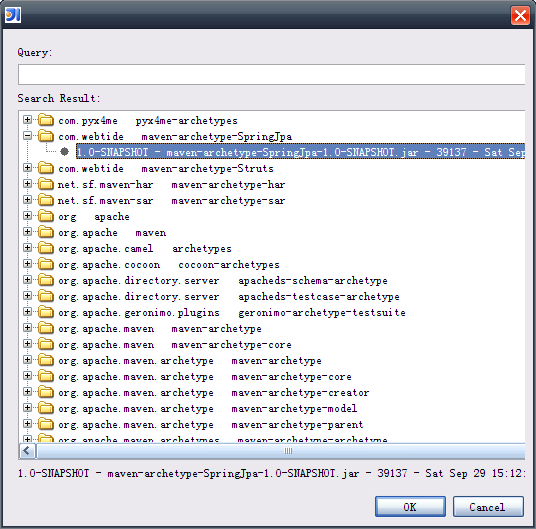 Query:
Search Result:
com.pyx4me pyx4me-archetypes
com.webtide maven-archetype-SpringJpa
1.0-SNAPSHOT - maven-archetype-SpringJpa-1.0-SNAPSHOT.jar - 39137 - Sat Sep
com.webtide maven-archetype-Struts
net.sf.maven-har maven-archetype-har
net.sf.maven-sar maven-archetype-sar
org apache
org.apache maven
org.apache.camel archetypes
org.apache.cocoon cocoon-archetypes
org.apache.directory.server apacheds-schema-archetype
org.apache.directory.server apacheds-testcase-archetype
org.apache.geronimo.plugins geronimo-archetype-testsuite
org.apache.maven maven-archetype
org.apache.maven maven-archetype-core
org.apache.maven.archetype maven-archetype
org.apache.maven.archetype maven-archetype-core
org.apache.maven.archetype maven-archetype-creator
org.apache.maven.archetype maven-archetype-model
org.apache.maven.archetype maven-archetype-parent
org.apache.maven.archetypes maven-archetype-archetype
1.0-SNAPSHOT - maven-archetype-SpringJpa-1.0-SNAPSHOT.jar - 39137 - Sat Sep 29 15:12:
OK Cancel